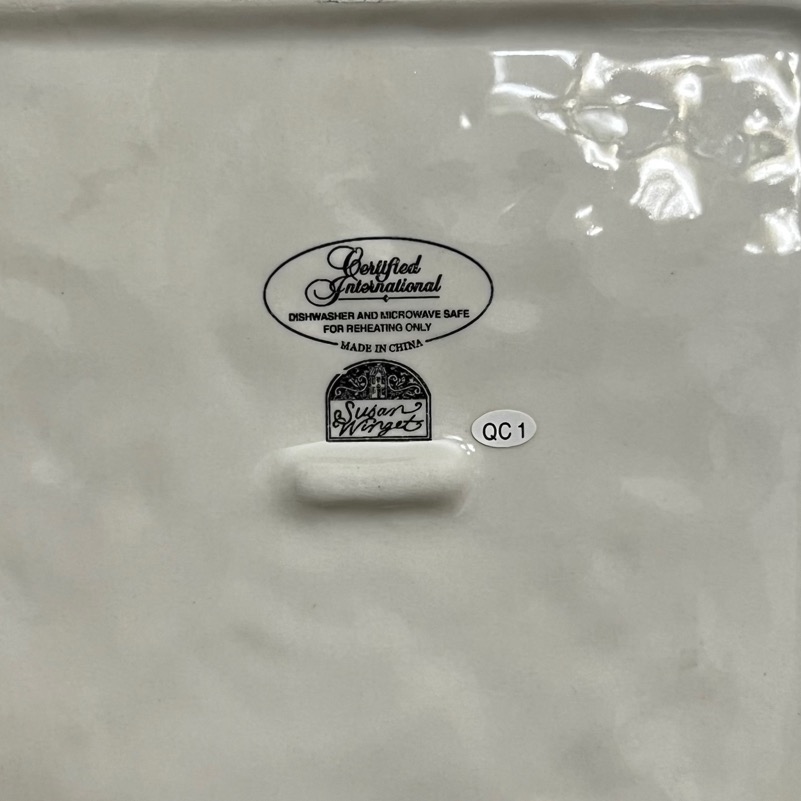 Certified
International
DISHWASHER AND MICROWAVE SAFE
FOR REHEATING ONLY
MADE IN CHINA
Susan
Winget
QC 1